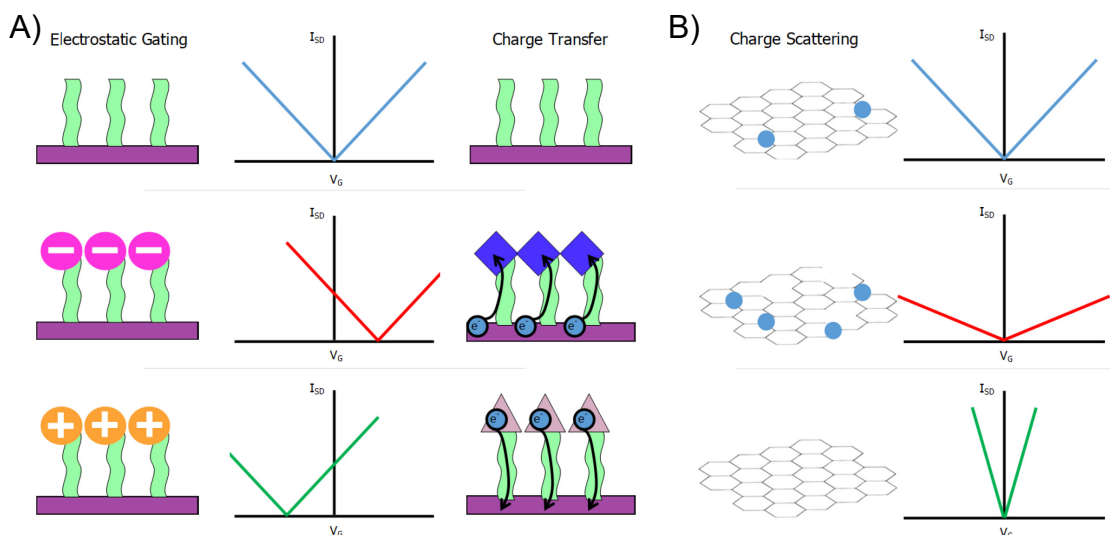 A)
Electrostatic Gating
I_SD
Charge Transfer
B)
Charge Scattering
I_SD
V_G
V_G
I_SD
I_SD
e⁻
e⁻
e⁻
V_G
V_G
I_SD
I_SD
e⁻
e⁻
e⁻
V_G
V_G